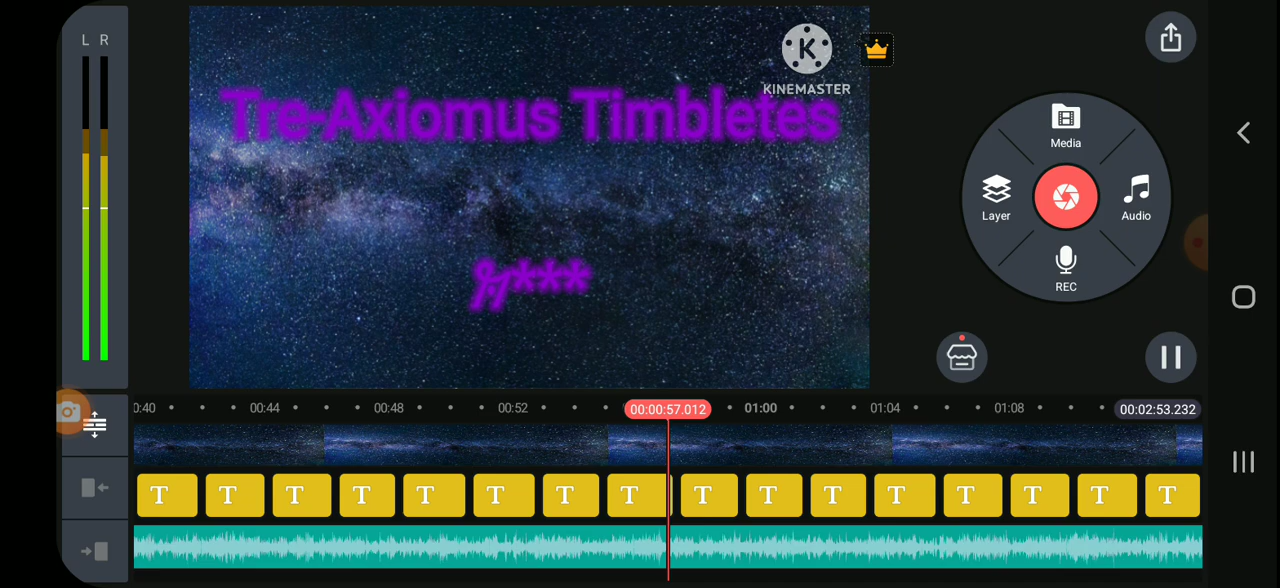 L R
KINEMASTER
Tre-Axiomus Timbletes
Media
Layer
Audio
REC
0:40 00:44 00:48 00:52 00:00:57.012 01:00 01:04 01:08 00:02:53.232
T T T T T T T T T T T T T T T T